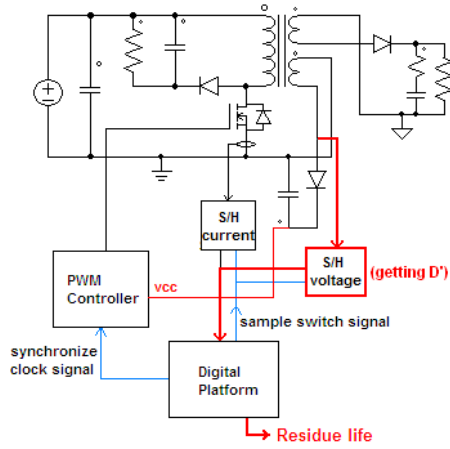 S/H
current
S/H
voltage
(getting D')
PWM
Controller
vcc
sample switch signal
synchronize
clock signal
Digital
Platform
Residue life